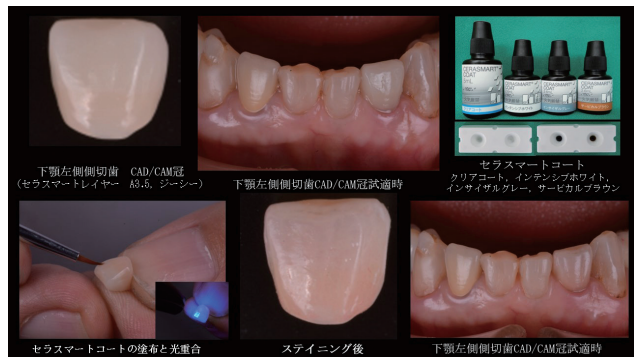 下顎左側側切歯　CAD/CAM冠
(セラスマートレイヤー　A3.5, ジーシー)
下顎左側側切歯CAD/CAM冠試適時
CERASMART
COAT
セラスマートコート
クリアコート, インテンシブホワイト,
インサイザルグレー, サービカルブラウン
セラスマートコートの塗布と光重合
ステイニング後
下顎左側側切歯CAD/CAM冠試適時